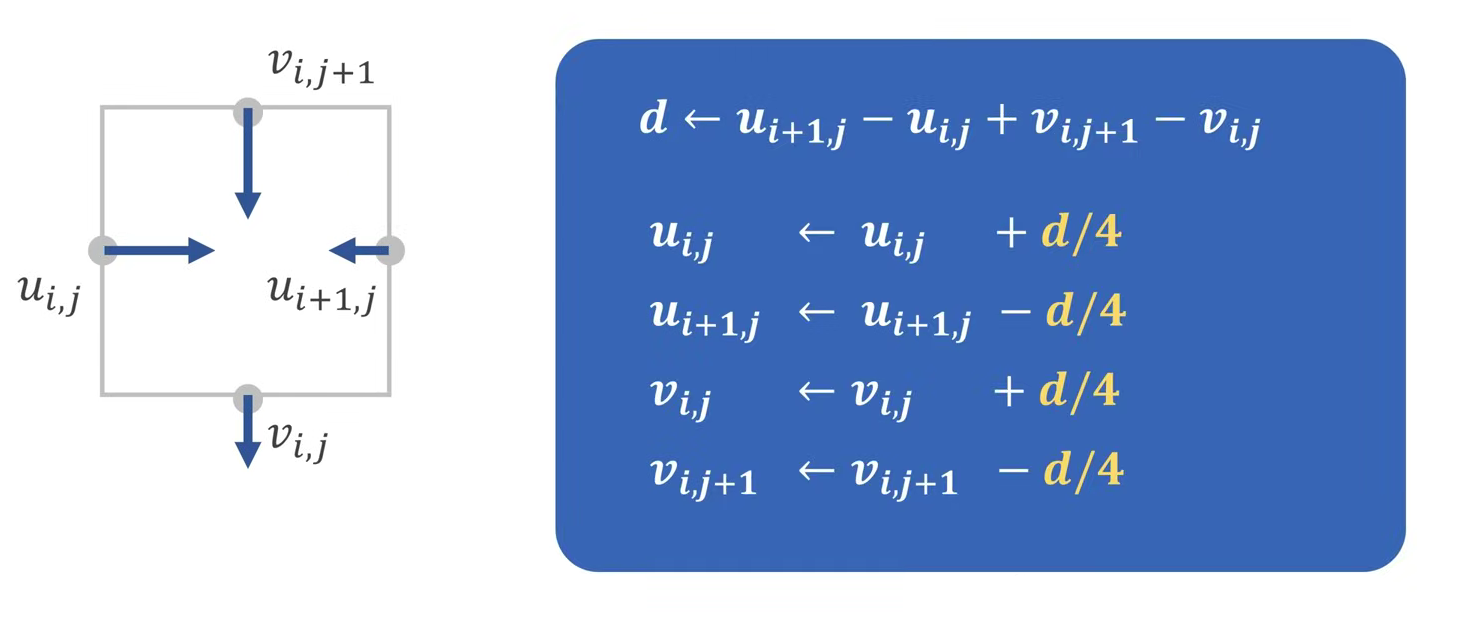 v_{i,j+1}
u_{i,j}
u_{i+1,j}
v_{i,j}
d ← u_{i+1,j} − u_{i,j} + v_{i,j+1} − v_{i,j}
u_{i,j} ← u_{i,j} + d/4
u_{i+1,j} ← u_{i+1,j} − d/4
v_{i,j} ← v_{i,j} + d/4
v_{i,j+1} ← v_{i,j+1} − d/4